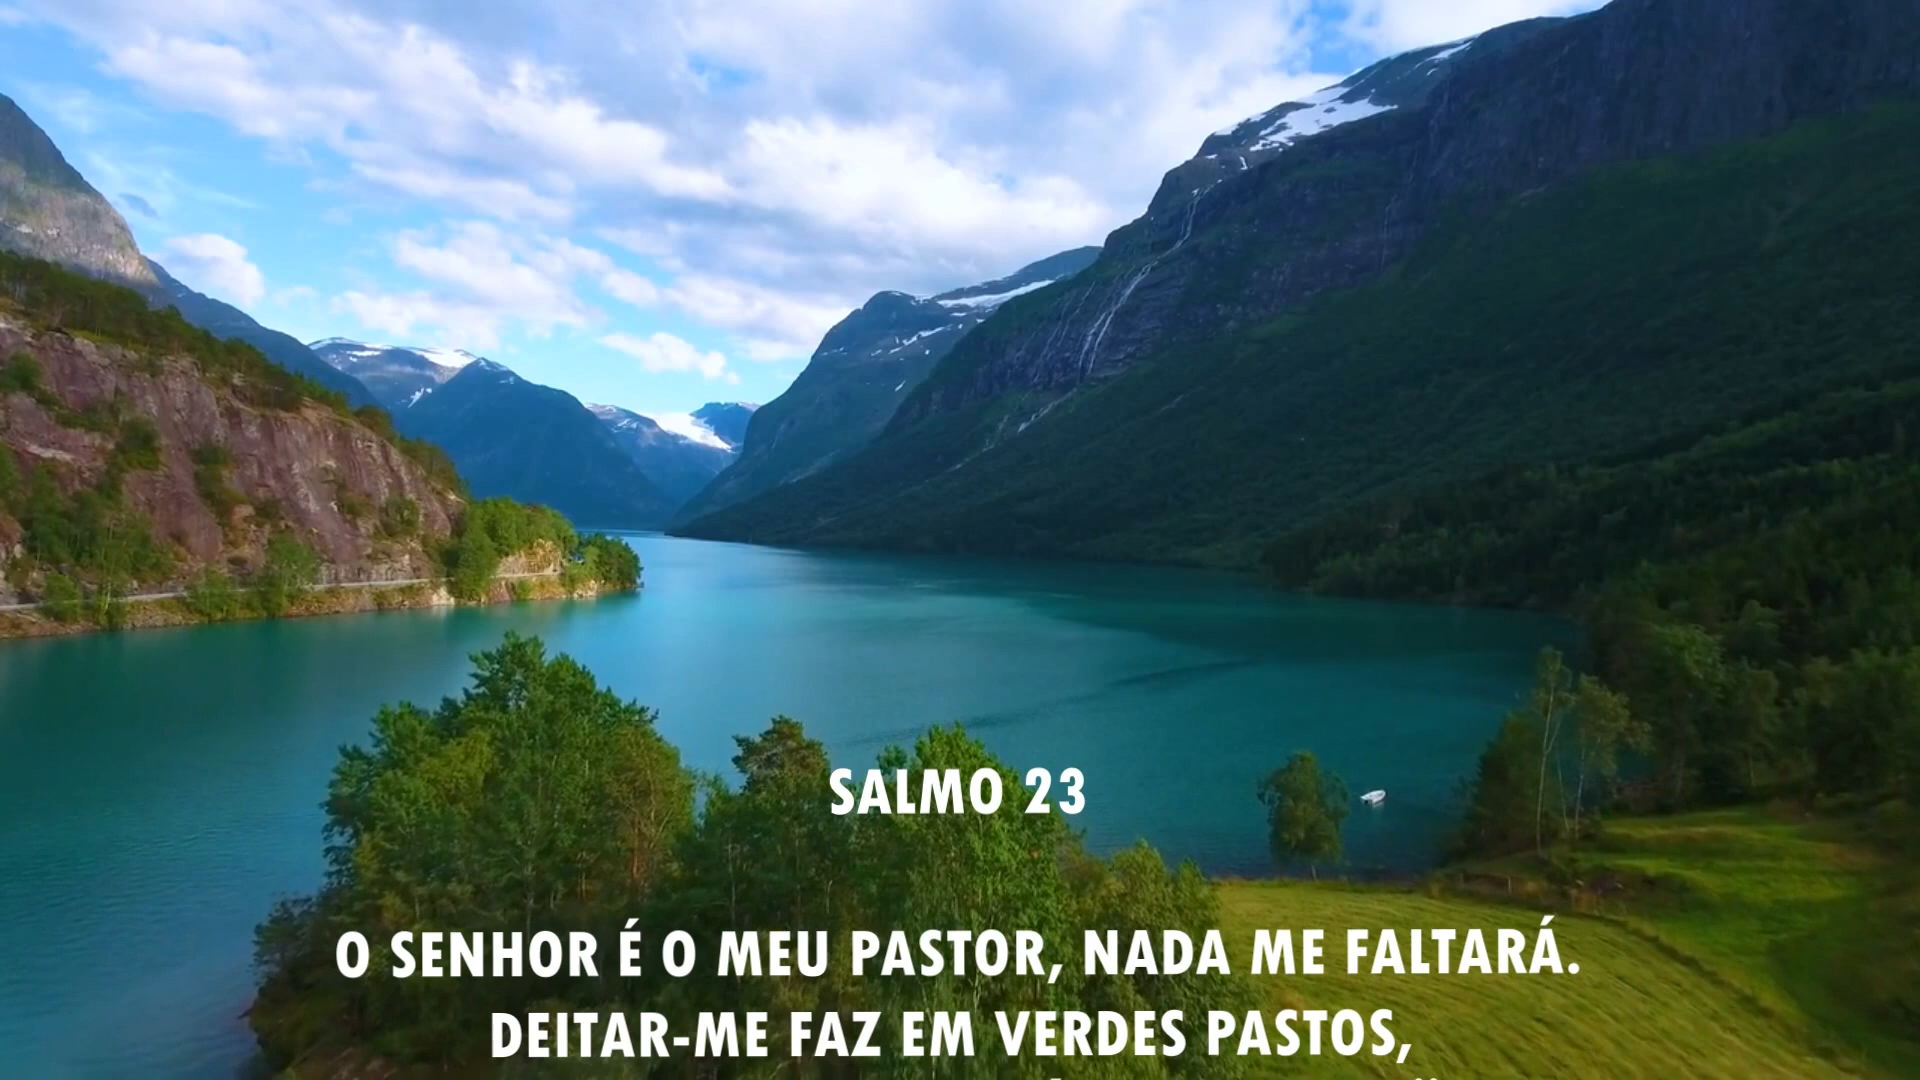 SALMO 23
O SENHOR É O MEU PASTOR, NADA ME FALTARÁ.
DEITAR-ME FAZ EM VERDES PASTOS,